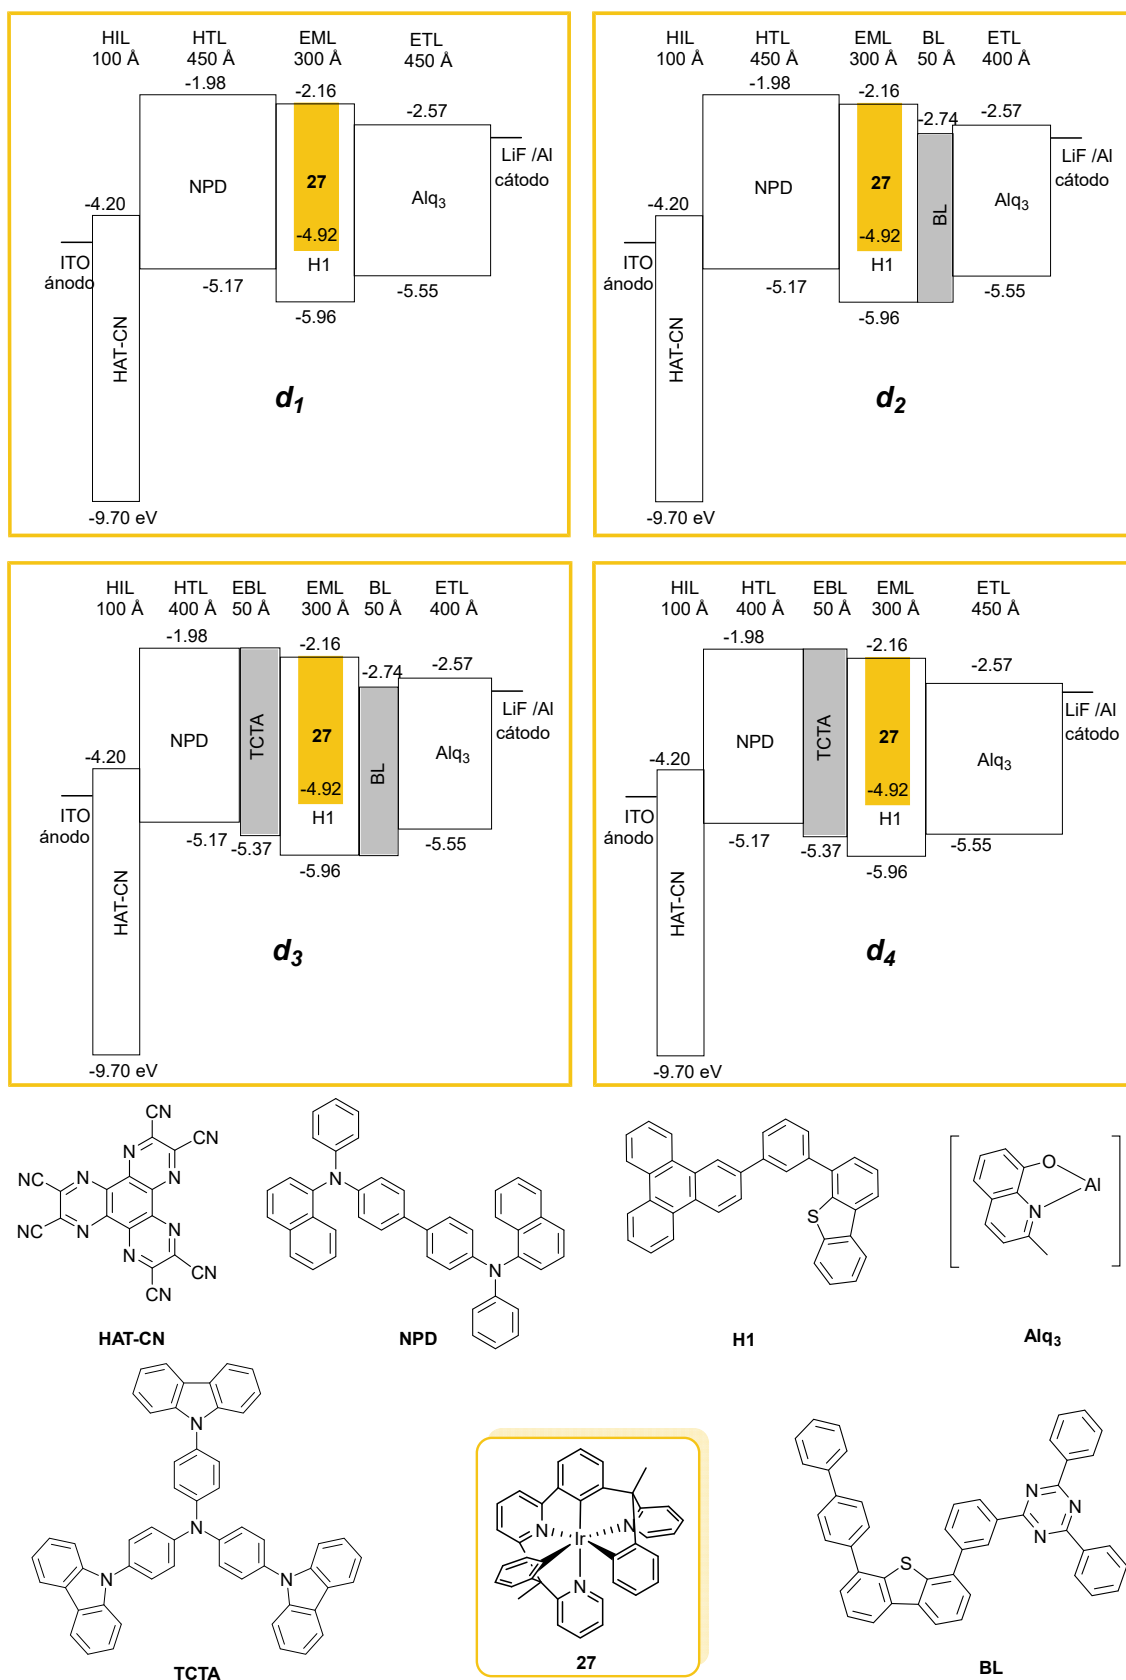 HIL HTL EML ETL
100 Å 450 Å 300 Å 450 Å
-1.98
-2.16
-2.57
LiF /Al
cátodo
27
NPD
Alq3
-4.20
-4.92
ITO
ánodo
H1
-5.17
-5.55
-5.96
HAT-CN
d1
-9.70 eV
HIL HTL EML BL ETL
100 Å 450 Å 300 Å 50 Å 400 Å
-1.98
-2.16
-2.74
-2.57
LiF /Al
cátodo
27
NPD
Alq3
-4.20
BL
-4.92
ITO
ánodo
H1
-5.17
-5.55
-5.96
HAT-CN
d2
-9.70 eV
HIL HTL EBL EML BL ETL
100 Å 400 Å 50 Å 300 Å 50 Å 400 Å
-1.98
-2.16
-2.57
-2.74
LiF /Al
cátodo
TCTA
27
NPD
Alq3
-4.20
BL
-4.92
ITO
ánodo
H1
-5.17
-5.37
-5.55
-5.96
HAT-CN
d3
-9.70 eV
HIL HTL EBL EML ETL
100 Å 400 Å 50 Å 300 Å 450 Å
-1.98
-2.16
-2.57
LiF /Al
cátodo
TCTA
27
NPD
Alq3
-4.20
-4.92
ITO
ánodo
H1
-5.17
-5.37
-5.55
-5.96
HAT-CN
d4
-9.70 eV
CN
NC
CN
N
N
N
NC
N
NC
N
N
CN
CN
HAT-CN
N
N
NPD
S
H1
O
Al
N
Alq3
N
N
N
N
TCTA
N
Ir
N
N
27
N
N
N
S
BL